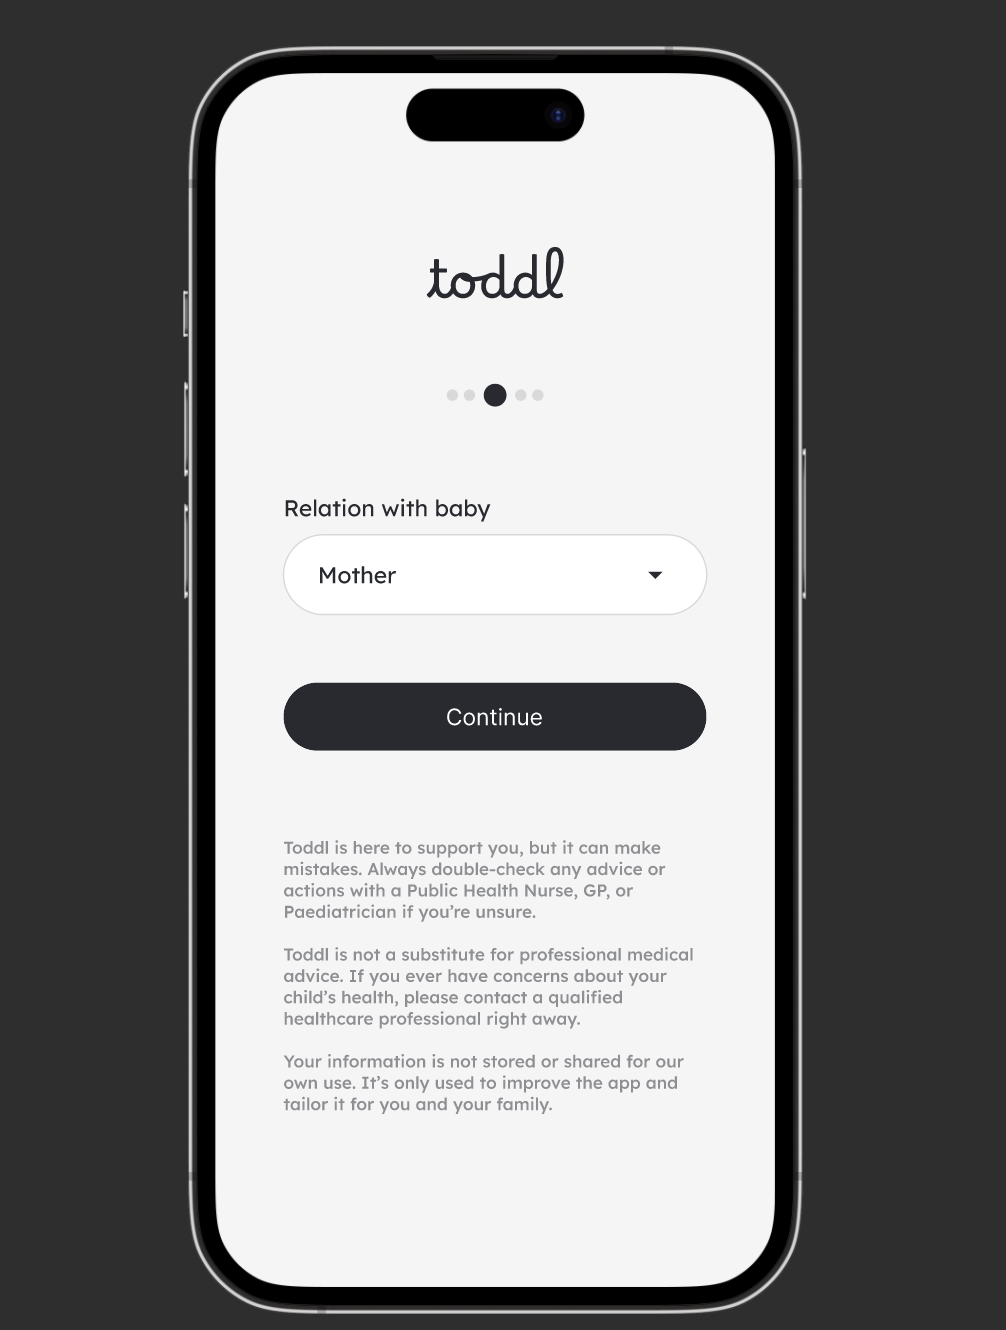 toddl
Relation with baby
Mother
Continue
Toddl is here to support you, but it can make
mistakes. Always double-check any advice or
actions with a Public Health Nurse, GP, or
Paediatrician if you’re unsure.
Toddl is not a substitute for professional medical
advice. If you ever have concerns about your
child’s health, please contact a qualified
healthcare professional right away.
Your information is not stored or shared for our
own use. It’s only used to improve the app and
tailor it for you and your family.